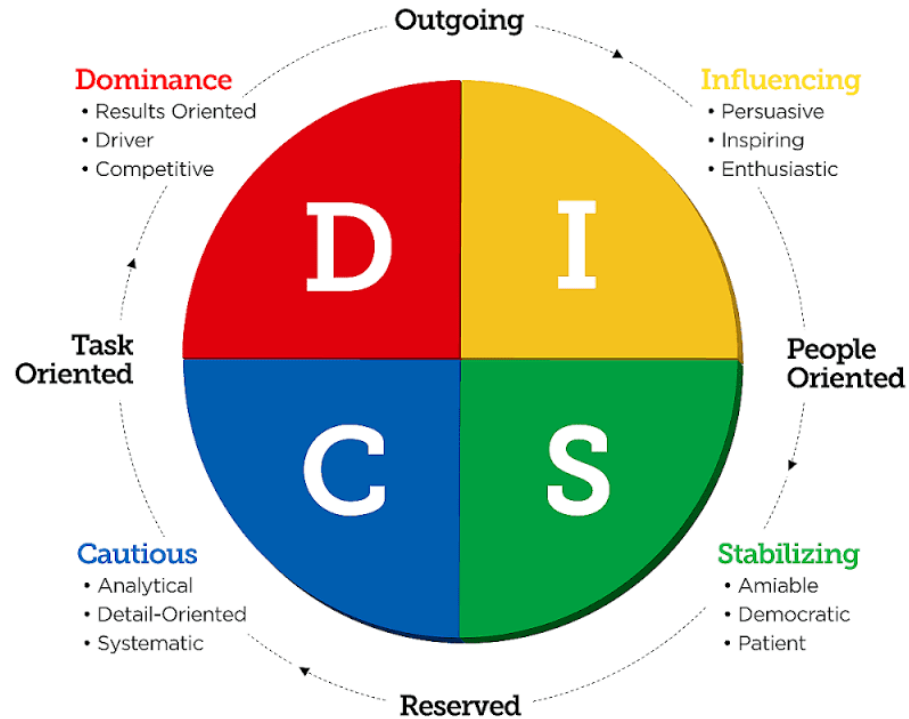 Outgoing
Dominance
• Results Oriented
• Driver
• Competitive
Influencing
• Persuasive
• Inspiring
• Enthusiastic
D
I
Task
Oriented
People
Oriented
C
S
Cautious
• Analytical
• Detail-Oriented
• Systematic
Stabilizing
• Amiable
• Democratic
• Patient
Reserved